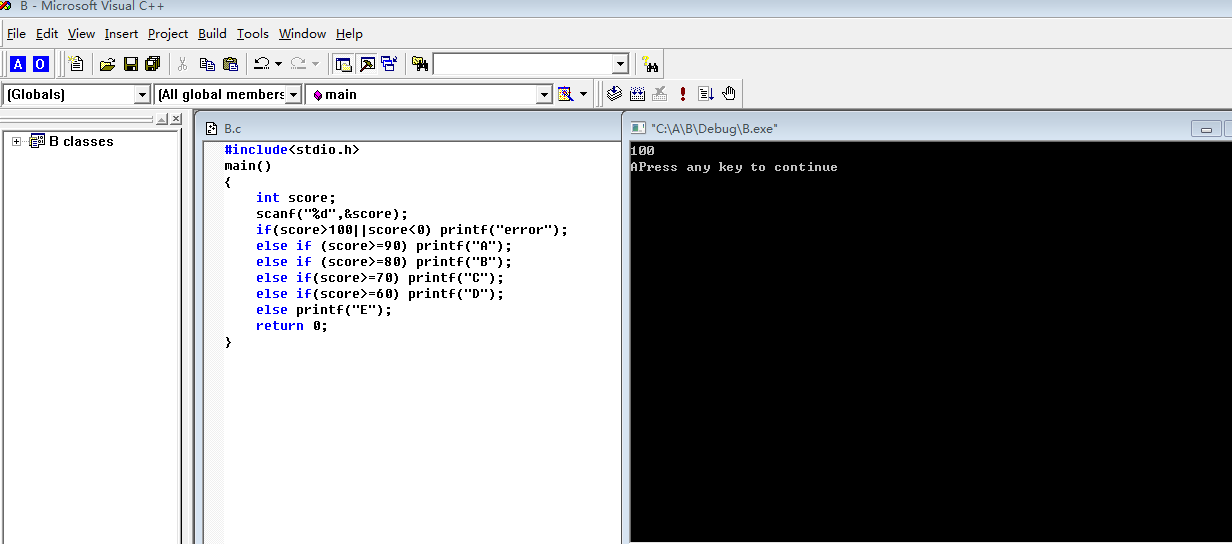 B - Microsoft Visual C++
File Edit View Insert Project Build Tools Window Help
A O
(Globals) (All global members main
B classes
B.c
#include<stdio.h>
main()
{
int score;
scanf("%d",&score);
if(score>100||score<0) printf("error");
else if (score>=90) printf("A");
else if (score>=80) printf("B");
else if(score>=70) printf("C");
else if(score>=60) printf("D");
else printf("E");
return 0;
}
"C:\A\B\Debug\B.exe"
100
APress any key to continue